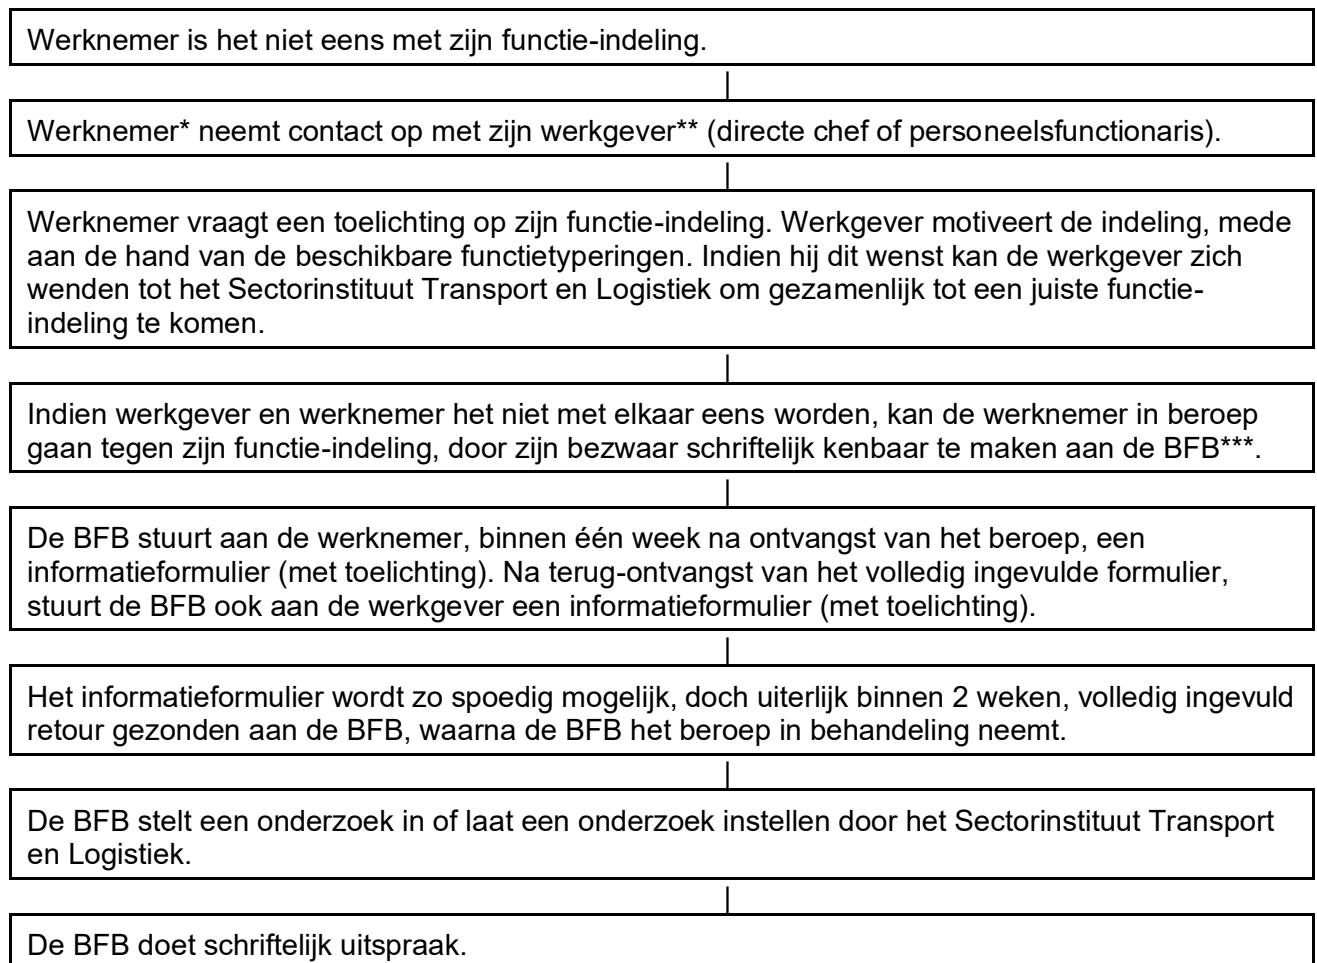 Werknemer is het niet eens met zijn functie-indeling.
Werknemer* neemt contact op met zijn werkgever** (directe chef of personeelsfunctionaris).
Werknemer vraagt een toelichting op zijn functie-indeling. Werkgever motiveert de indeling, mede
aan de hand van de beschikbare functietyperingen. Indien hij dit wenst kan de werkgever zich
wenden tot het Sectorinstituut Transport en Logistiek om gezamenlijk tot een juiste functie-
indeling te komen.
Indien werkgever en werknemer het niet met elkaar eens worden, kan de werknemer in beroep
gaan tegen zijn functie-indeling, door zijn bezwaar schriftelijk kenbaar te maken aan de BFB***.
De BFB stuurt aan de werknemer, binnen één week na ontvangst van het beroep, een
informatieformulier (met toelichting). Na terug-ontvangst van het volledig ingevulde formulier,
stuurt de BFB ook aan de werkgever een informatieformulier (met toelichting).
Het informatieformulier wordt zo spoedig mogelijk, doch uiterlijk binnen 2 weken, volledig ingevuld
retour gezonden aan de BFB, waarna de BFB het beroep in behandeling neemt.
De BFB stelt een onderzoek in of laat een onderzoek instellen door het Sectorinstituut Transport
en Logistiek.
De BFB doet schriftelijk uitspraak.